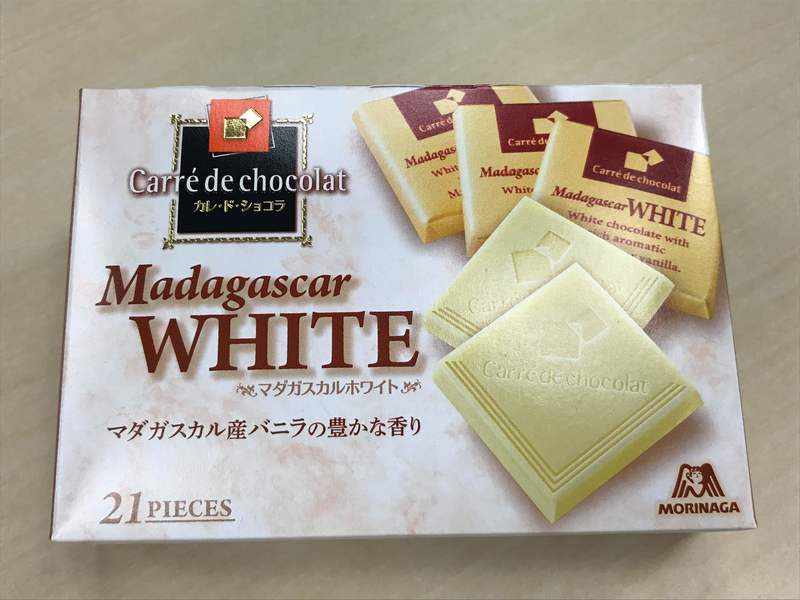 Carré de chocolat
カレ・ド・ショコラ
Madagascar
WHITE
マダガスカルホワイト
マダガスカル産バニラの豊かな香り
21 PIECES
Carré de
Madagascar
White
Carré de
Madagascar
White
Carré de chocolat
Madagascar WHITE
White chocolate with
rich aromatic
vanilla.
Carré de chocolat
Carré de chocolat
MORINAGA